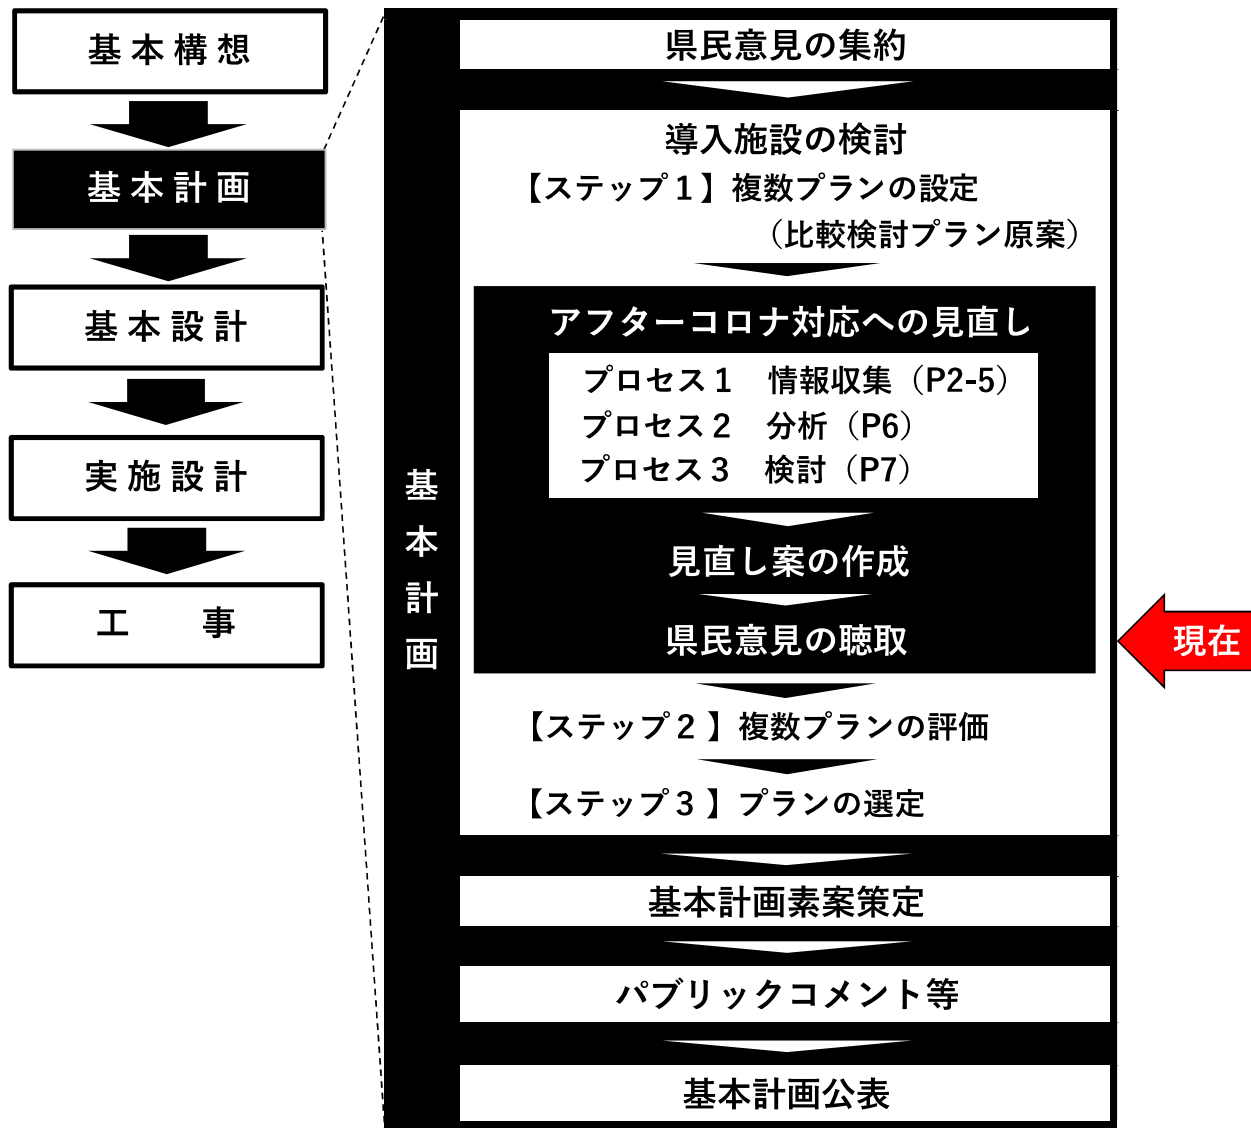 基本構想
基本計画
基本設計
実施設計
工　事
基本計画
県民意見の集約
導入施設の検討
【ステップ１】複数プランの設定
（比較検討プラン原案）
アフターコロナ対応への見直し
プロセス１　情報収集（P2-5）
プロセス２　分析（P6）
プロセス３　検討（P7）
見直し案の作成
県民意見の聴取
現在
【ステップ２】複数プランの評価
【ステップ３】プランの選定
基本計画素案策定
パブリックコメント等
基本計画公表